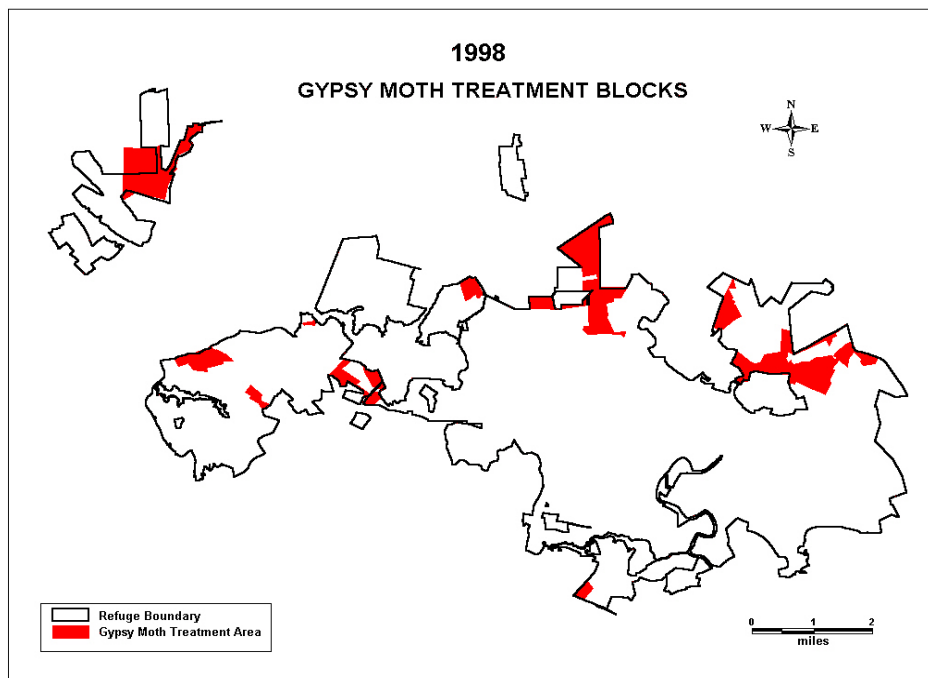 1998
GYPSY MOTH TREATMENT BLOCKS
N
W E
S
Refuge Boundary
Gypsy Moth Treatment Area
0 1 2
miles